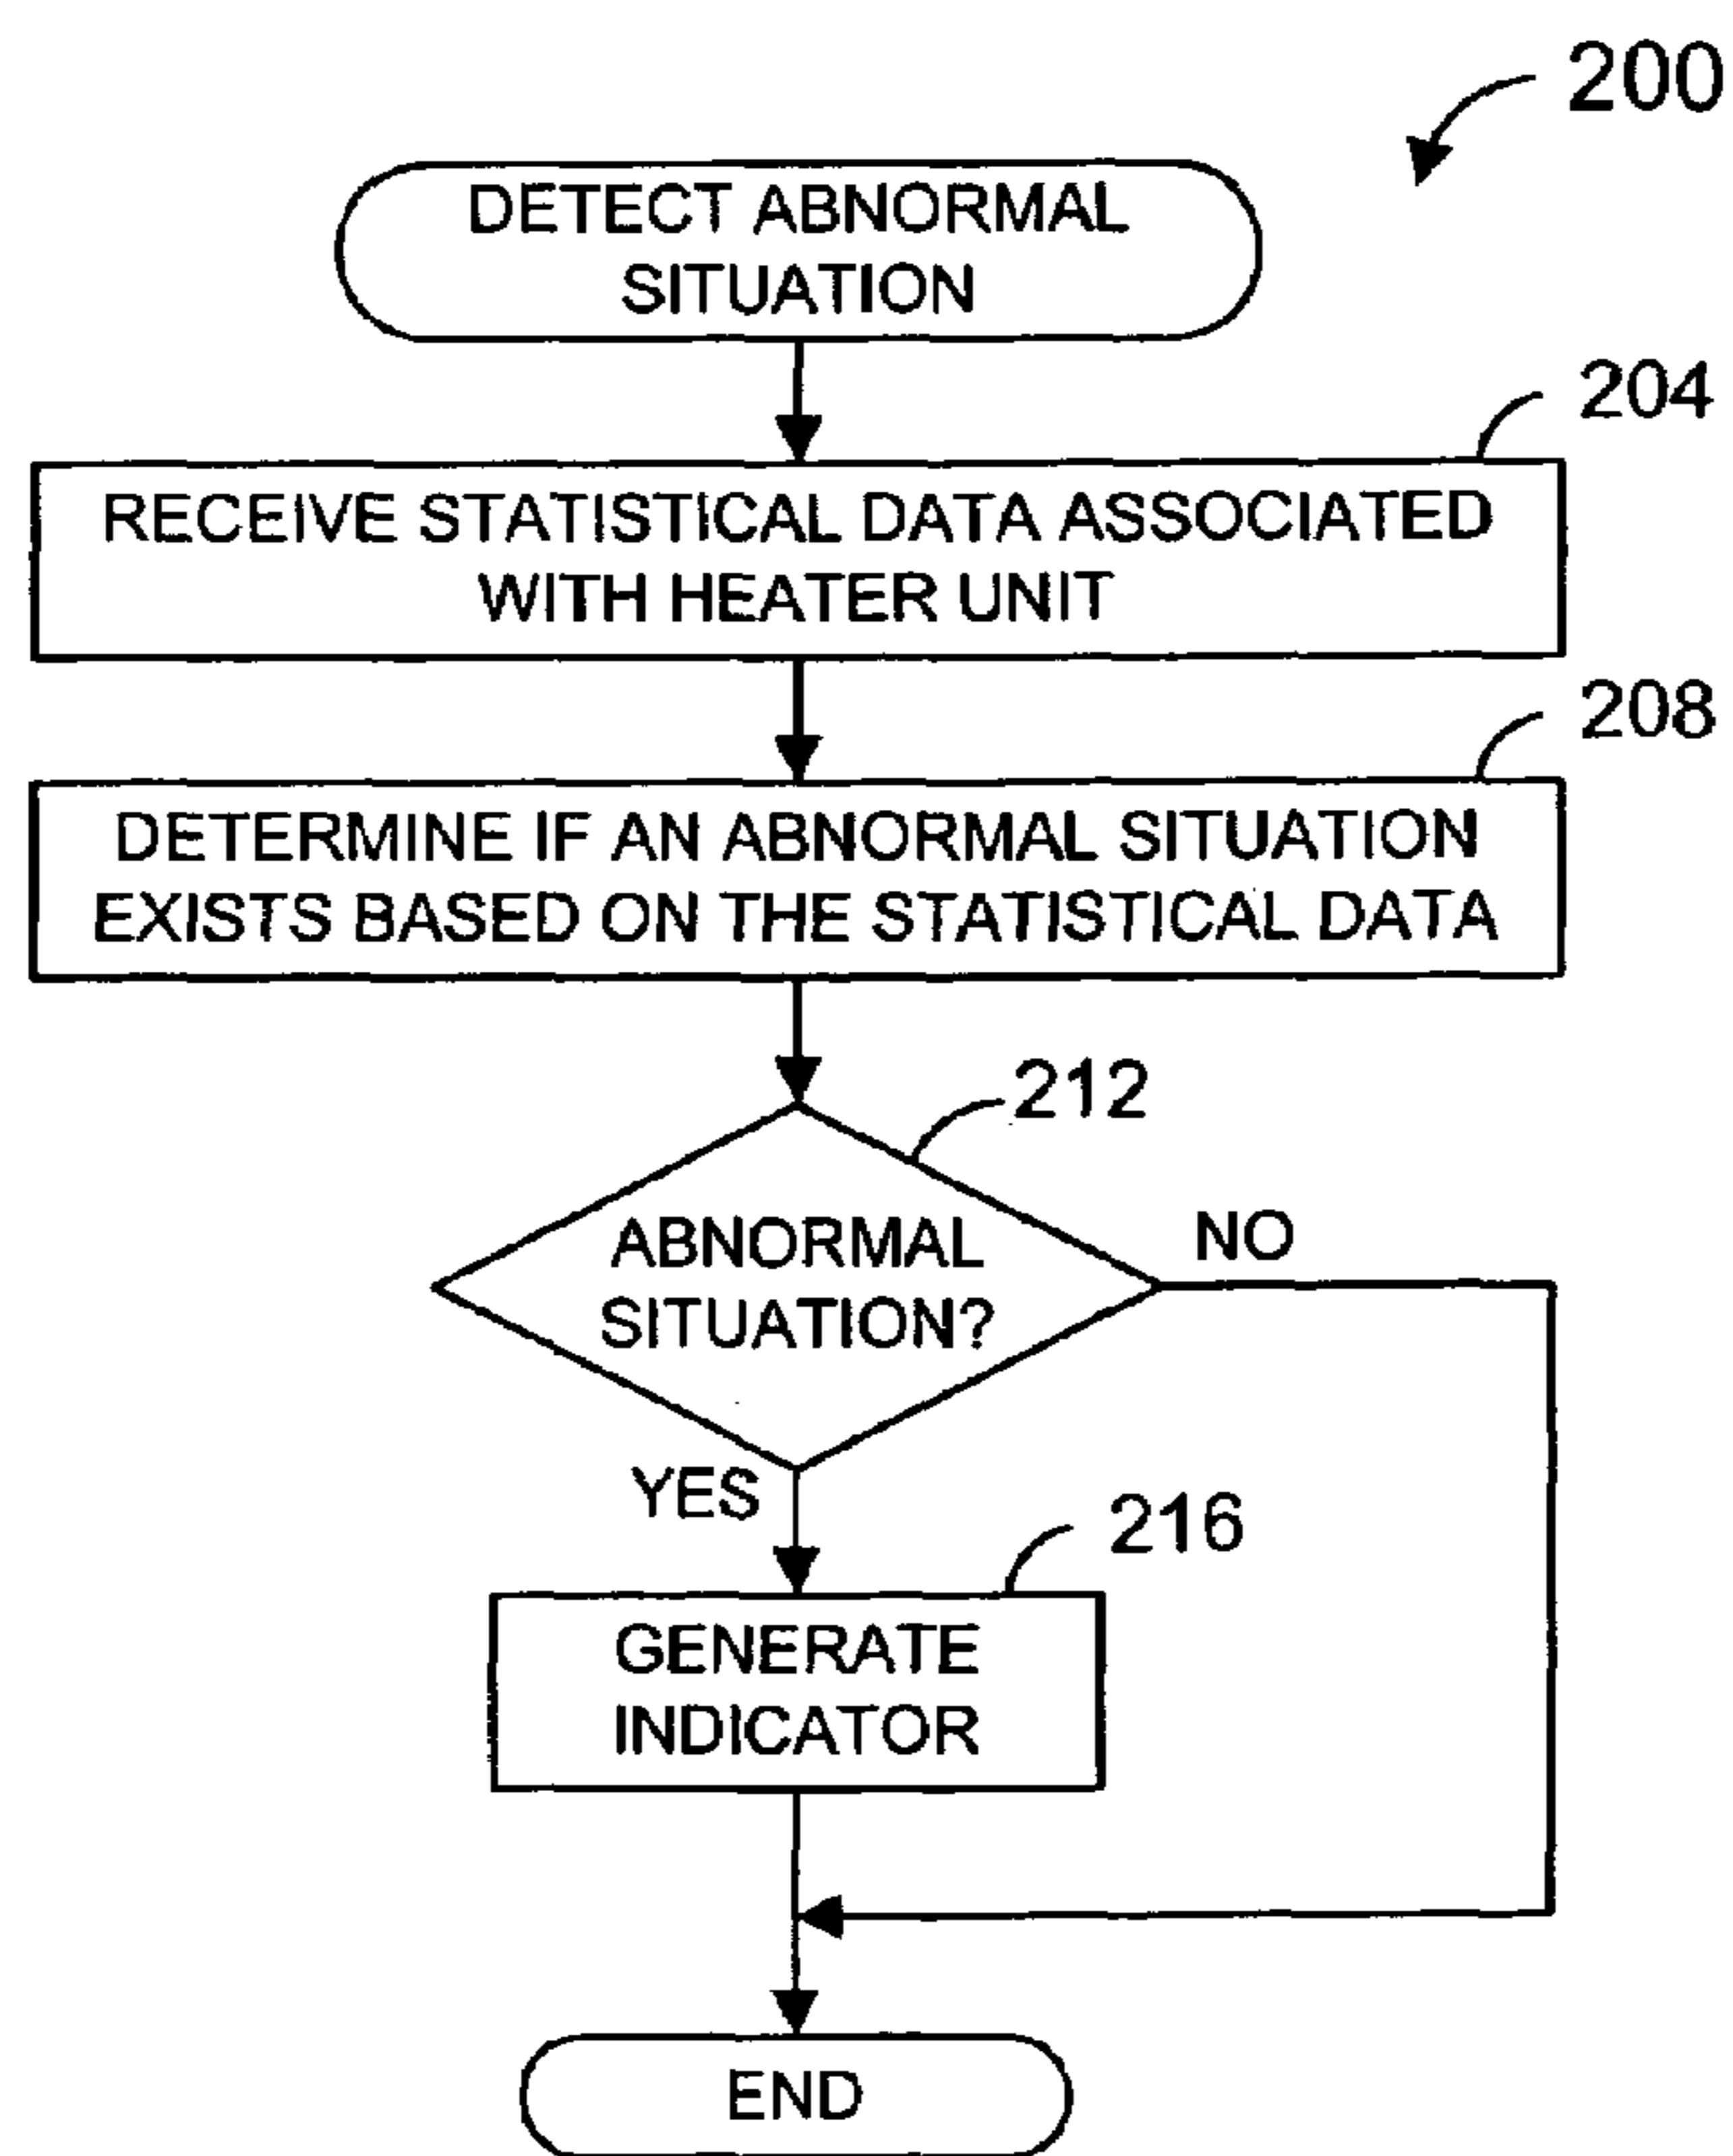 200
DETECT ABNORMAL
SITUATION
204
RECEIVE STATISTICAL DATA ASSOCIATED
WITH HEATER UNIT
208
DETERMINE IF AN ABNORMAL SITUATION
EXISTS BASED ON THE STATISTICAL DATA
212
ABNORMAL
SITUATION?
NO
YES
216
GENERATE
INDICATOR
END